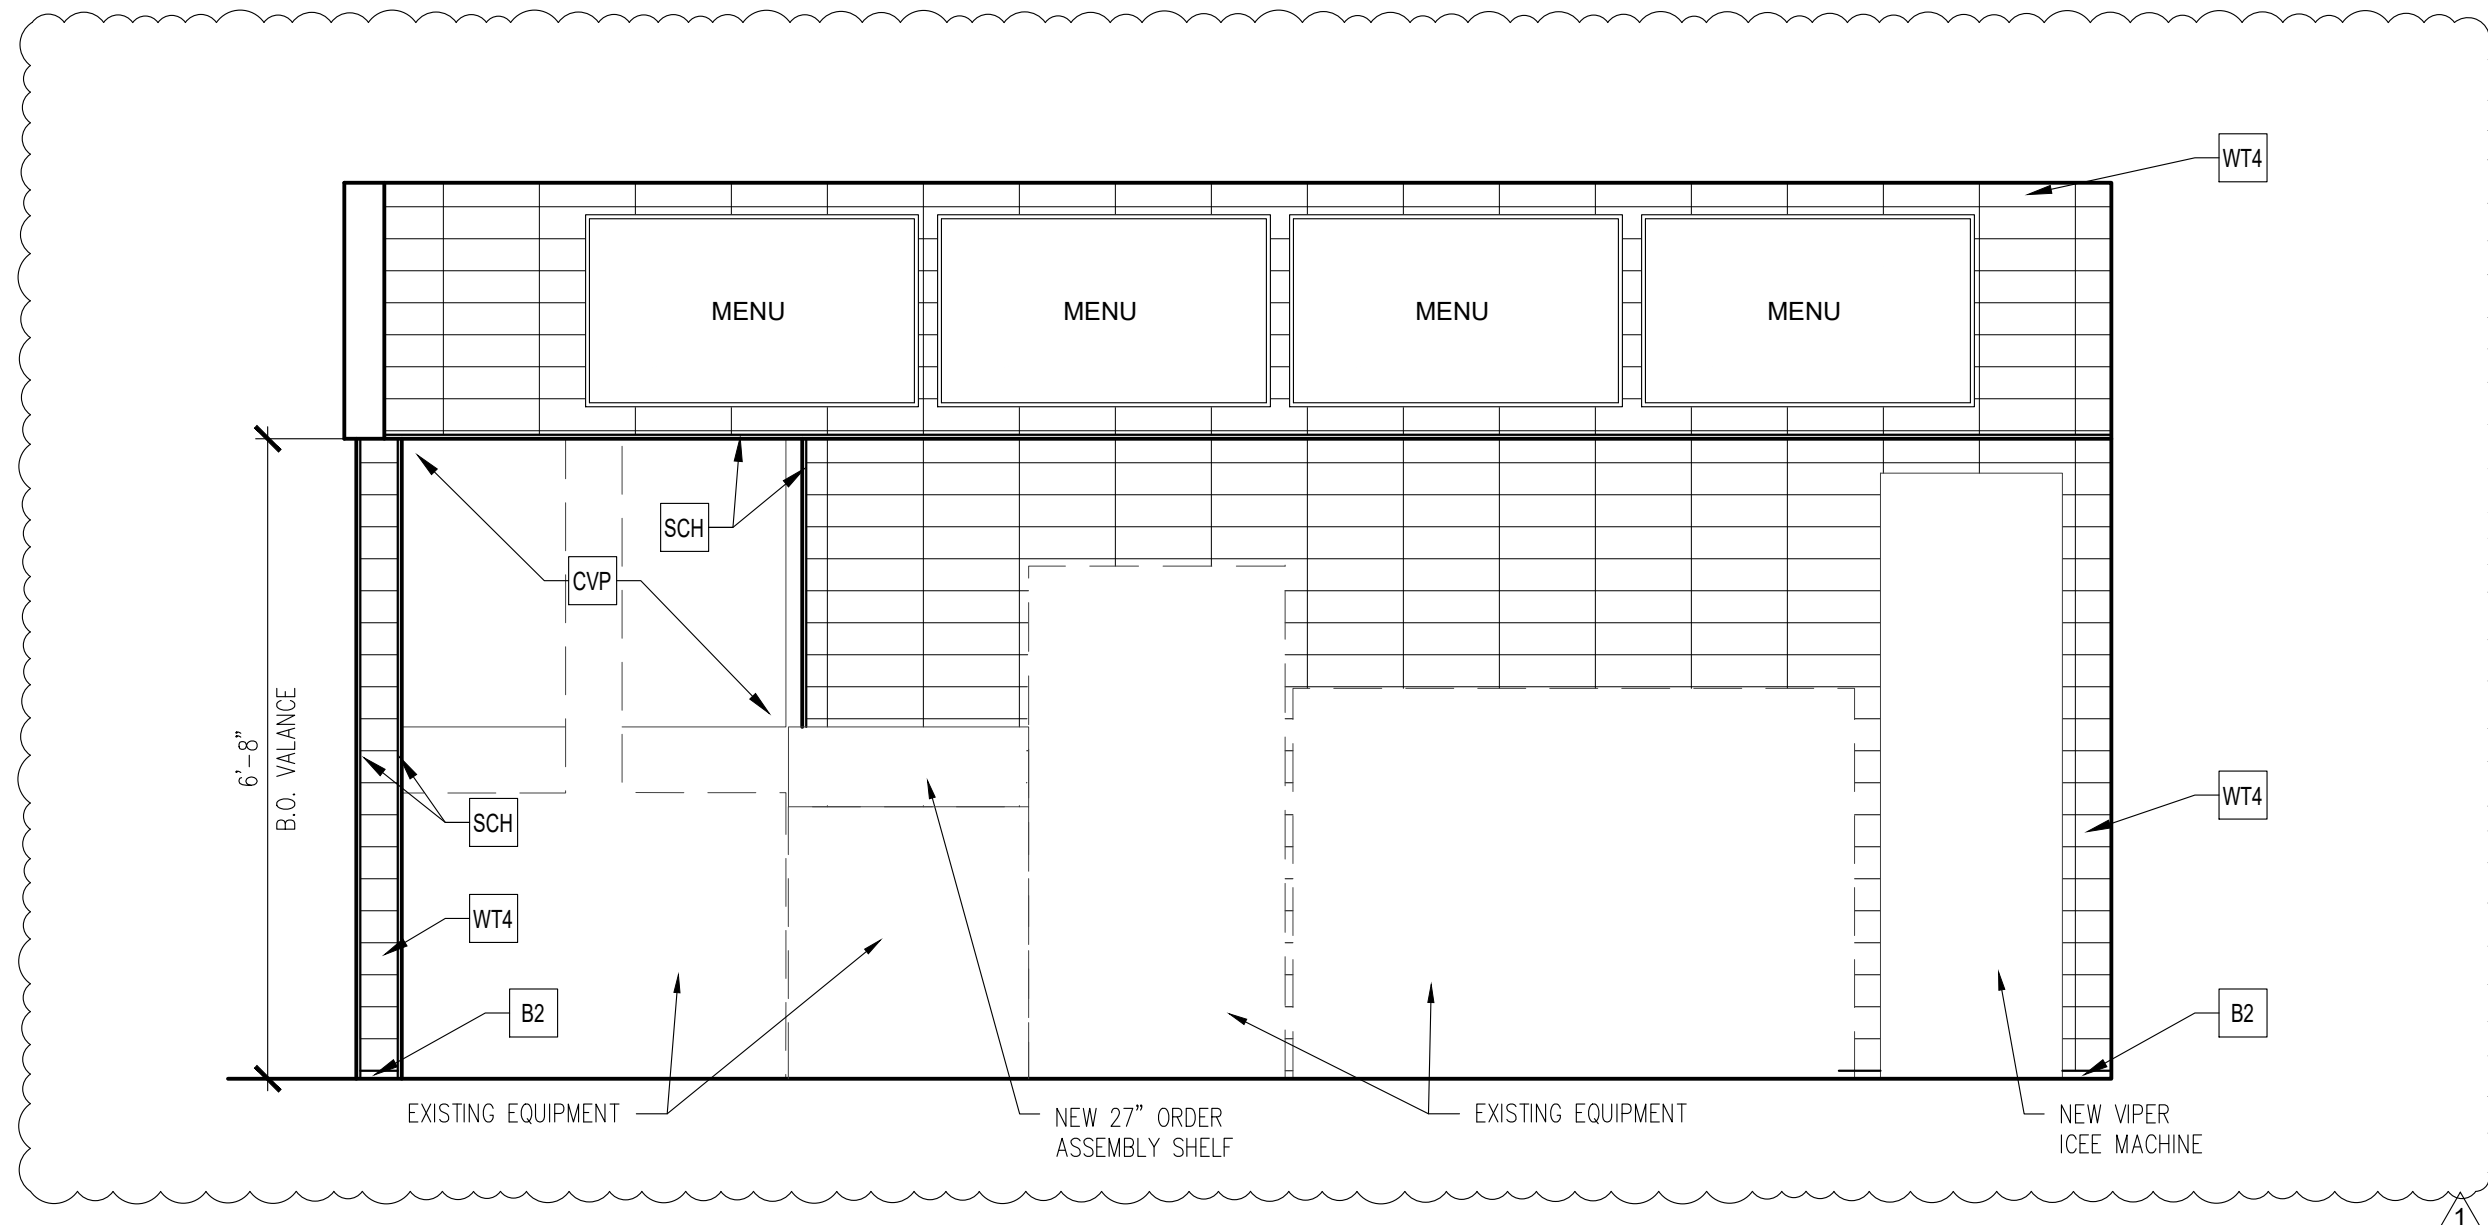 WT4
MENU
MENU
MENU
MENU
SCH
CVP
6'-8"
B.O. VALANCE
WT4
SCH
WT4
B2
B2
EXISTING EQUIPMENT
NEW 27" ORDER
ASSEMBLY SHELF
EXISTING EQUIPMENT
NEW VIPER
ICEE MACHINE
1